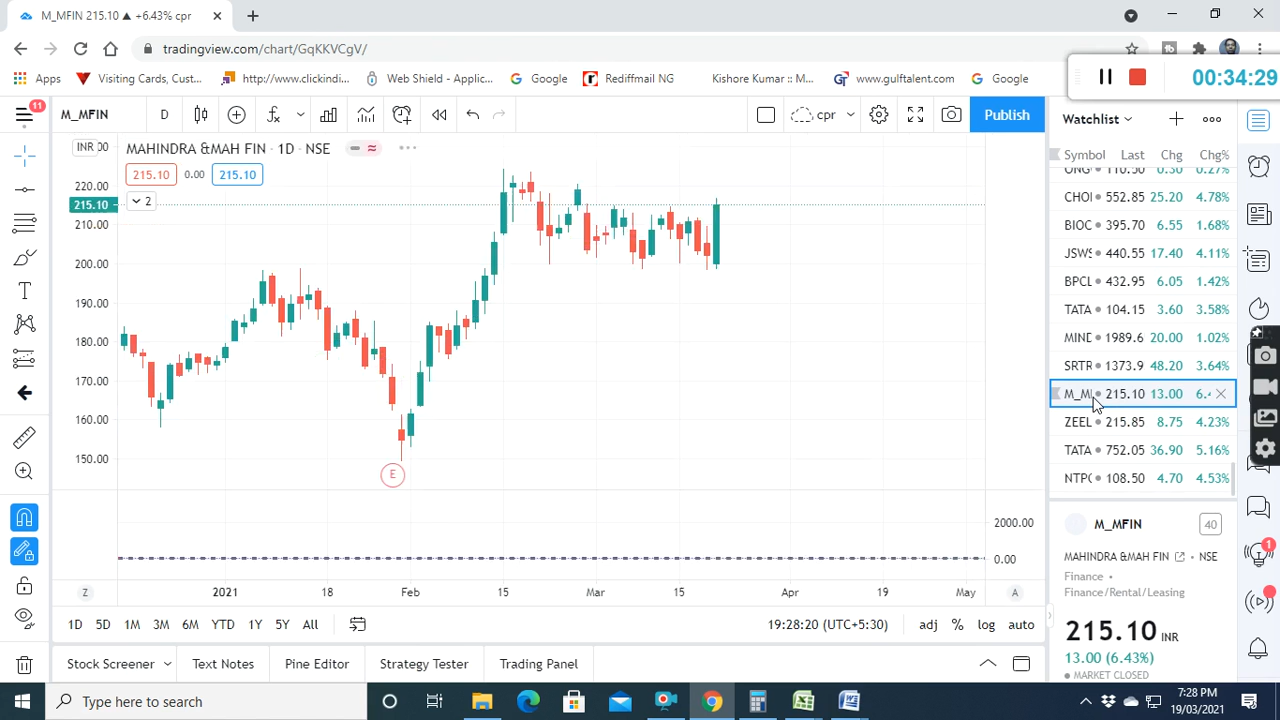 M_MFIN 215.10 ▲ +6.43% cpr
tradingview.com/chart/GqKKVCgV/
Apps Visiting Cards, Cust... http://www.clickindi... Web Shield - Applic... Google Rediffmail NG Kishore Kumar :: M... www.gulftalent.com Google
00:34:29
11
M_MFIN D cpr Publish
Watchlist
INR
MAHINDRA &MAH FIN · 1D · NSE
Symbol Last Chg Chg%
215.10 0.00 215.10
2
220.00
215.10
210.00
200.00
190.00
180.00
170.00
160.00
150.00
E
2000.00
0.00
110.50 0.30 0.27%
CHOI 552.85 25.20 4.78%
BIOC 395.70 6.55 1.68%
JSWS 440.55 17.40 4.11%
BPCL 432.95 6.05 1.42%
TATA 104.15 3.60 3.58%
MIND 1989.6 20.00 1.02%
SRTR 1373.9 48.20 3.64%
M_MI 215.10 13.00
ZEEL 215.85 8.75 4.23%
TATA 752.05 36.90 5.16%
NTPC 108.50 4.70 4.53%
M_MFIN 40
MAHINDRA &MAH FIN · NSE
Finance ·
Finance/Rental/Leasing
215.10 INR
13.00 (6.43%)
MARKET CLOSED
1
Z 2021 18 Feb 15 Mar 15 Apr 19 May A
1D 5D 1M 3M 6M YTD 1Y 5Y All 19:28:20 (UTC+5:30) adj % log auto
Stock Screener Text Notes Pine Editor Strategy Tester Trading Panel
Type here to search
7:28 PM
19/03/2021